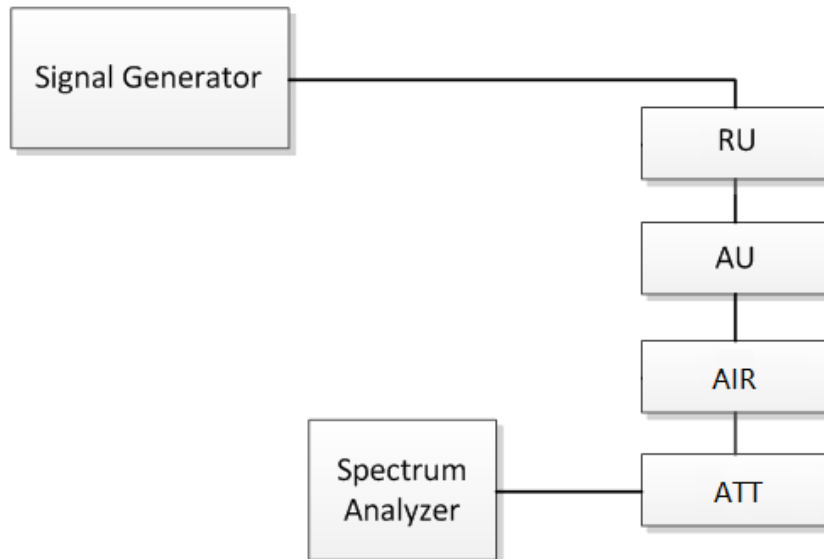 Signal Generator
RU
AU
AIR
ATT
Spectrum
Analyzer